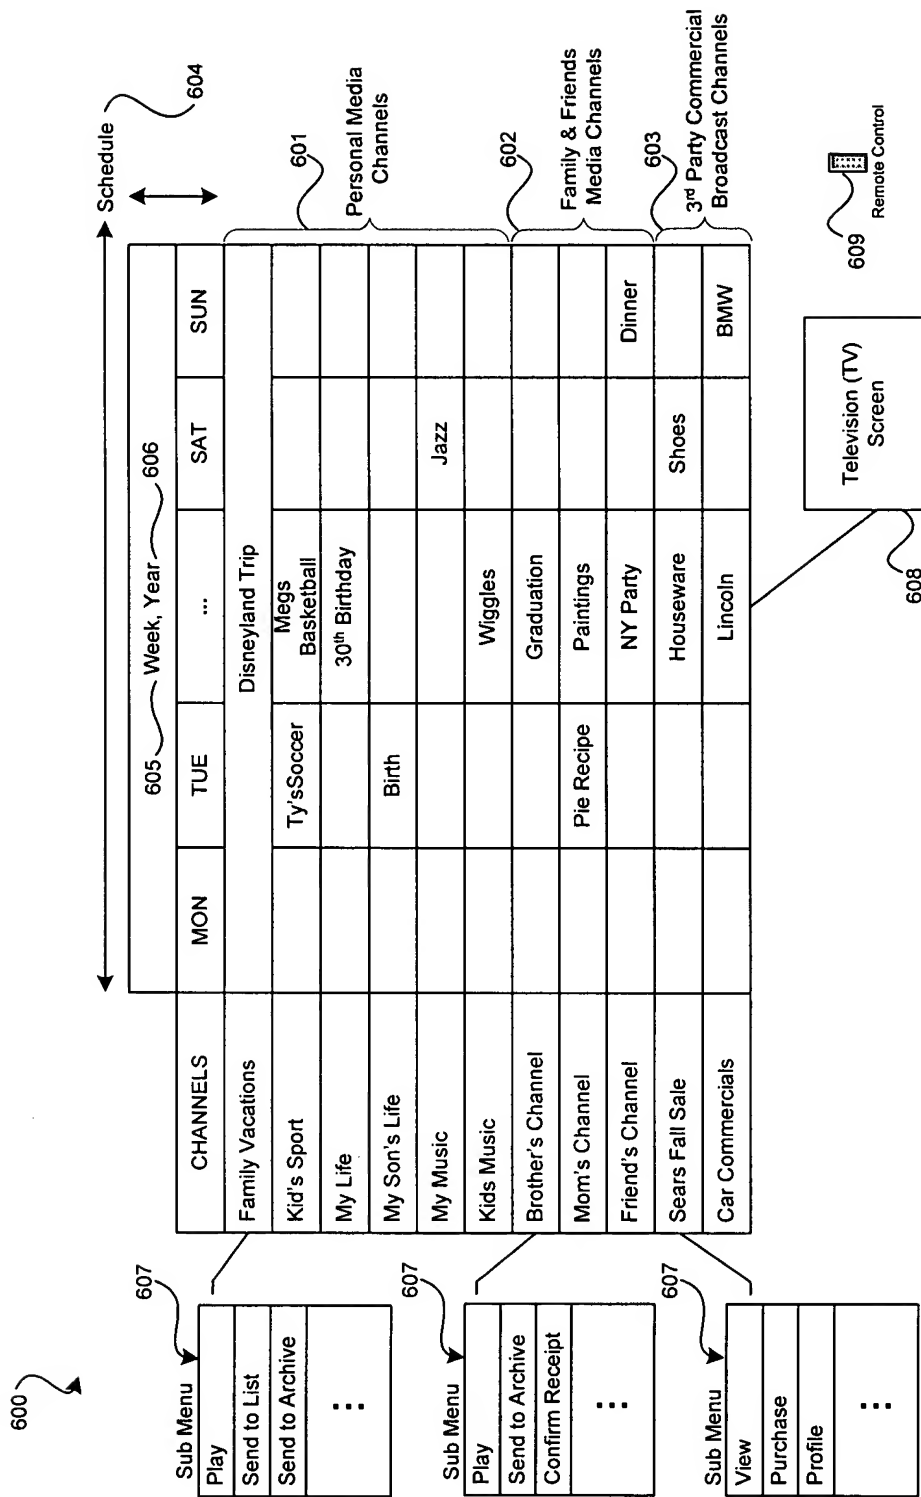 600
Schedule
604
605
Week, Year
606
CHANNELS MON TUE ... SAT SUN
Family Vacations Disneyland Trip
Kid's Sport Ty'sSoccer Megs
Basketball
My Life 30th Birthday
My Son's Life Birth
My Music Jazz
Kids Music Wiggles
Brother's Channel Graduation
Mom's Channel Pie Recipe Paintings
Friend's Channel NY Party Dinner
Sears Fall Sale Houseware Shoes
Car Commercials Lincoln BMW
601
Personal Media
Channels
602
Family & Friends
Media Channels
603
3rd Party Commercial
Broadcast Channels
Sub Menu
607
Play
Send to List
Send to Archive
...
Sub Menu
607
Play
Send to Archive
Confirm Receipt
...
Sub Menu
607
View
Purchase
Profile
...
Television (TV)
Screen
608
609
Remote Control